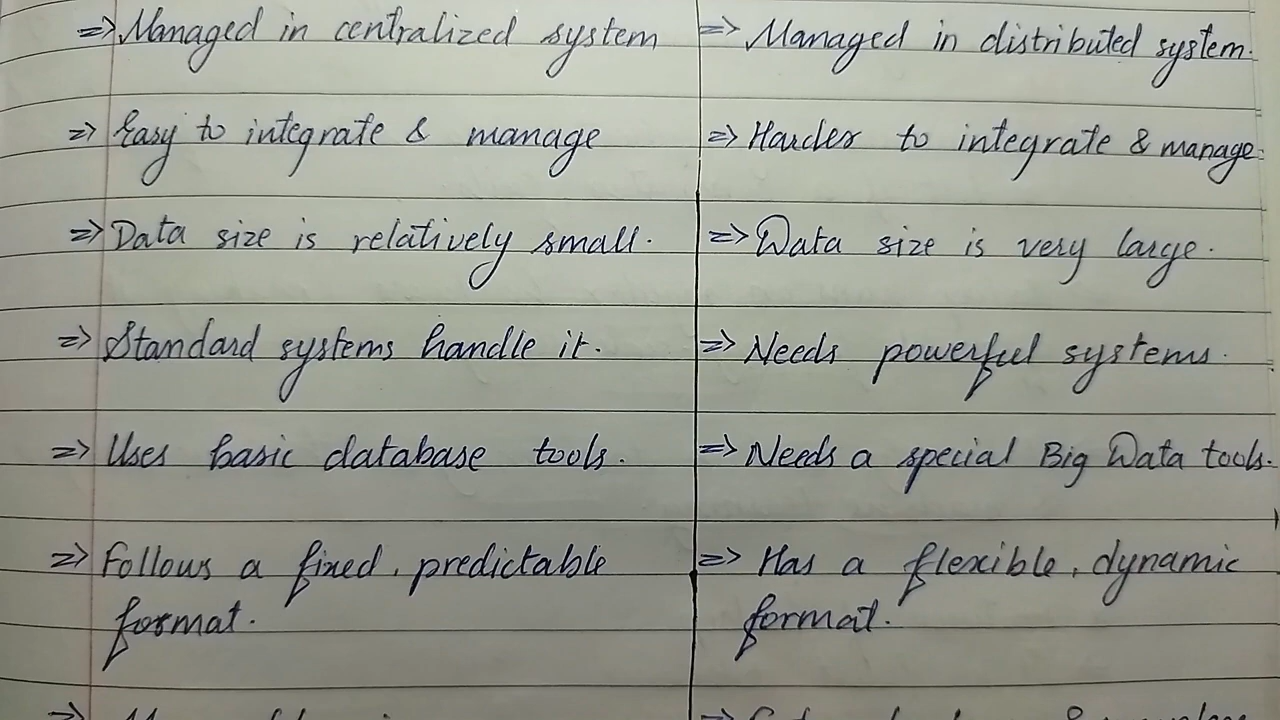 => Managed in centralized system
=> Managed in distributed system.
=> Easy to integrate & manage
=> Harder to integrate & manage.
=> Data size is relatively small.
=> Data size is very large.
=> Standard systems handle it.
=> Needs powerful systems.
=> Uses basic database tools.
=> Needs a special Big Data tools.
=> Follows a fixed, predictable
format.
=> Has a flexible, dynamic
format.